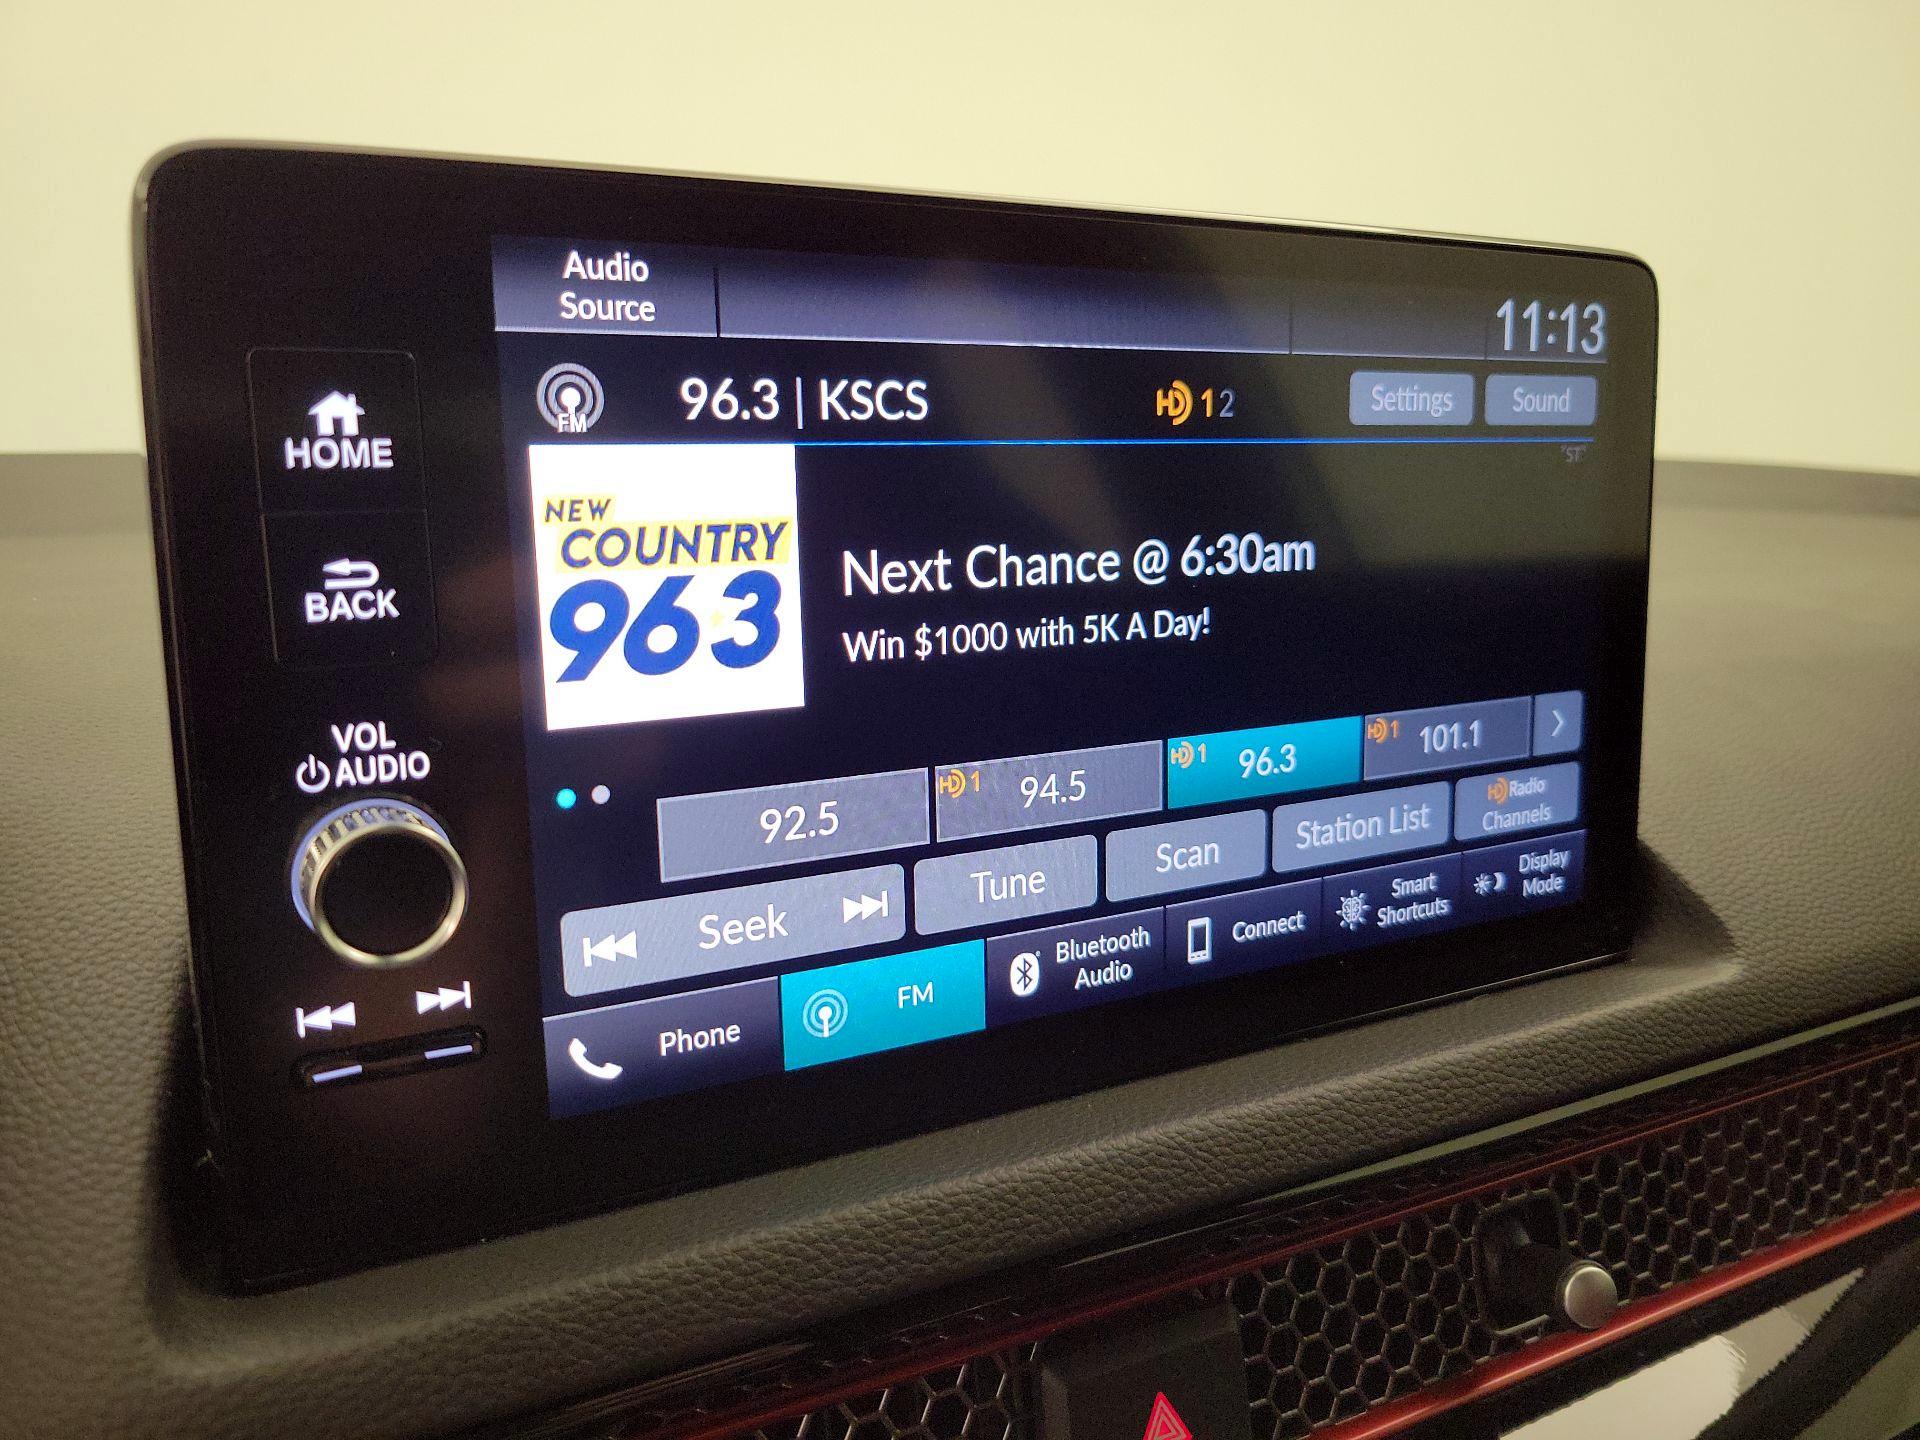 Audio
Source
11:13
FM
96.3 | KSCS
HD 1 2
Settings
Sound
"ST"
HOME
BACK
VOL
AUDIO
NEW
COUNTRY
963
Next Chance @ 6:30am
Win $1000 with 5K A Day!
92.5
HD 1 94.5
HD 1 96.3
HD 1 101.1
Seek
Tune
Scan
Station List
HD Radio
Channels
Phone
FM
Bluetooth
Audio
Connect
Smart
Shortcuts
Display
Mode